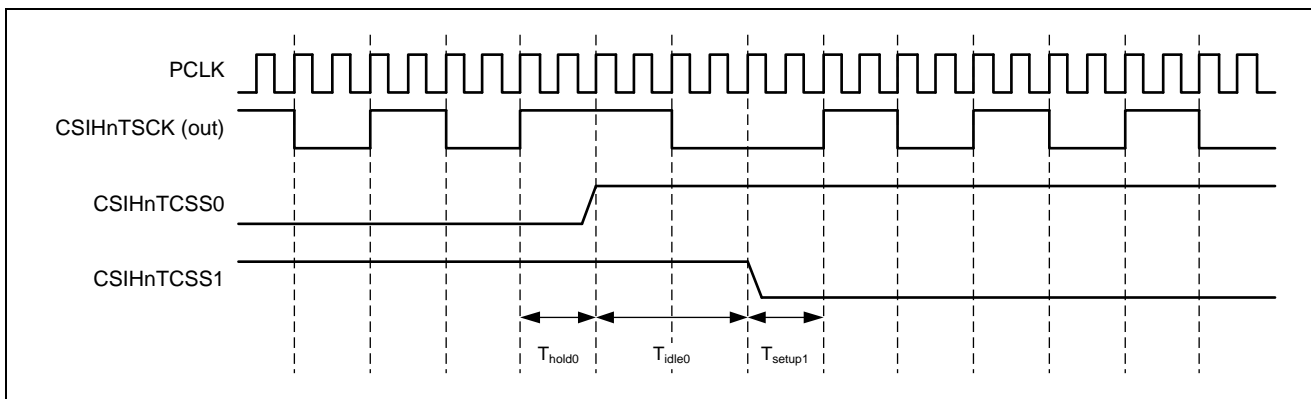 PCLK
CSIHnTSCK (out)
CSIHnTCSS0
CSIHnTCSS1
Thold0 Tidle0 Tsetup1